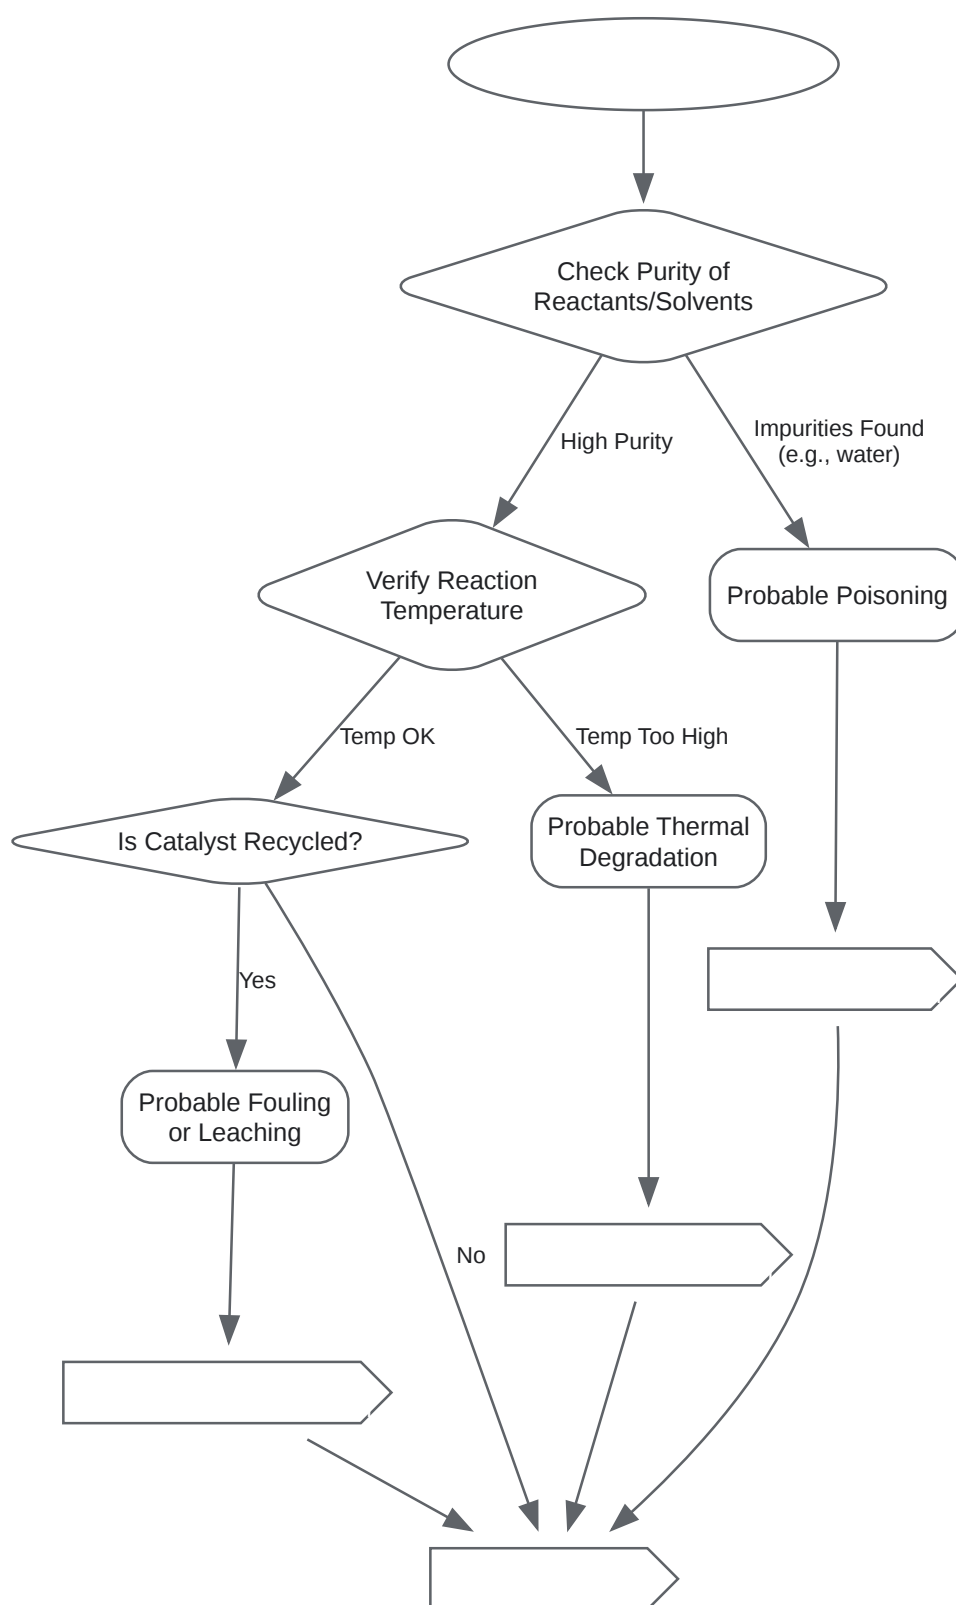 Check Purity of
Reactants/Solvents
High Purity
Impurities Found
(e.g., water)
Verify Reaction
Temperature
Probable Poisoning
Temp OK
Temp Too High
Is Catalyst Recycled?
Probable Thermal
Degradation
Yes
Probable Fouling
or Leaching
No